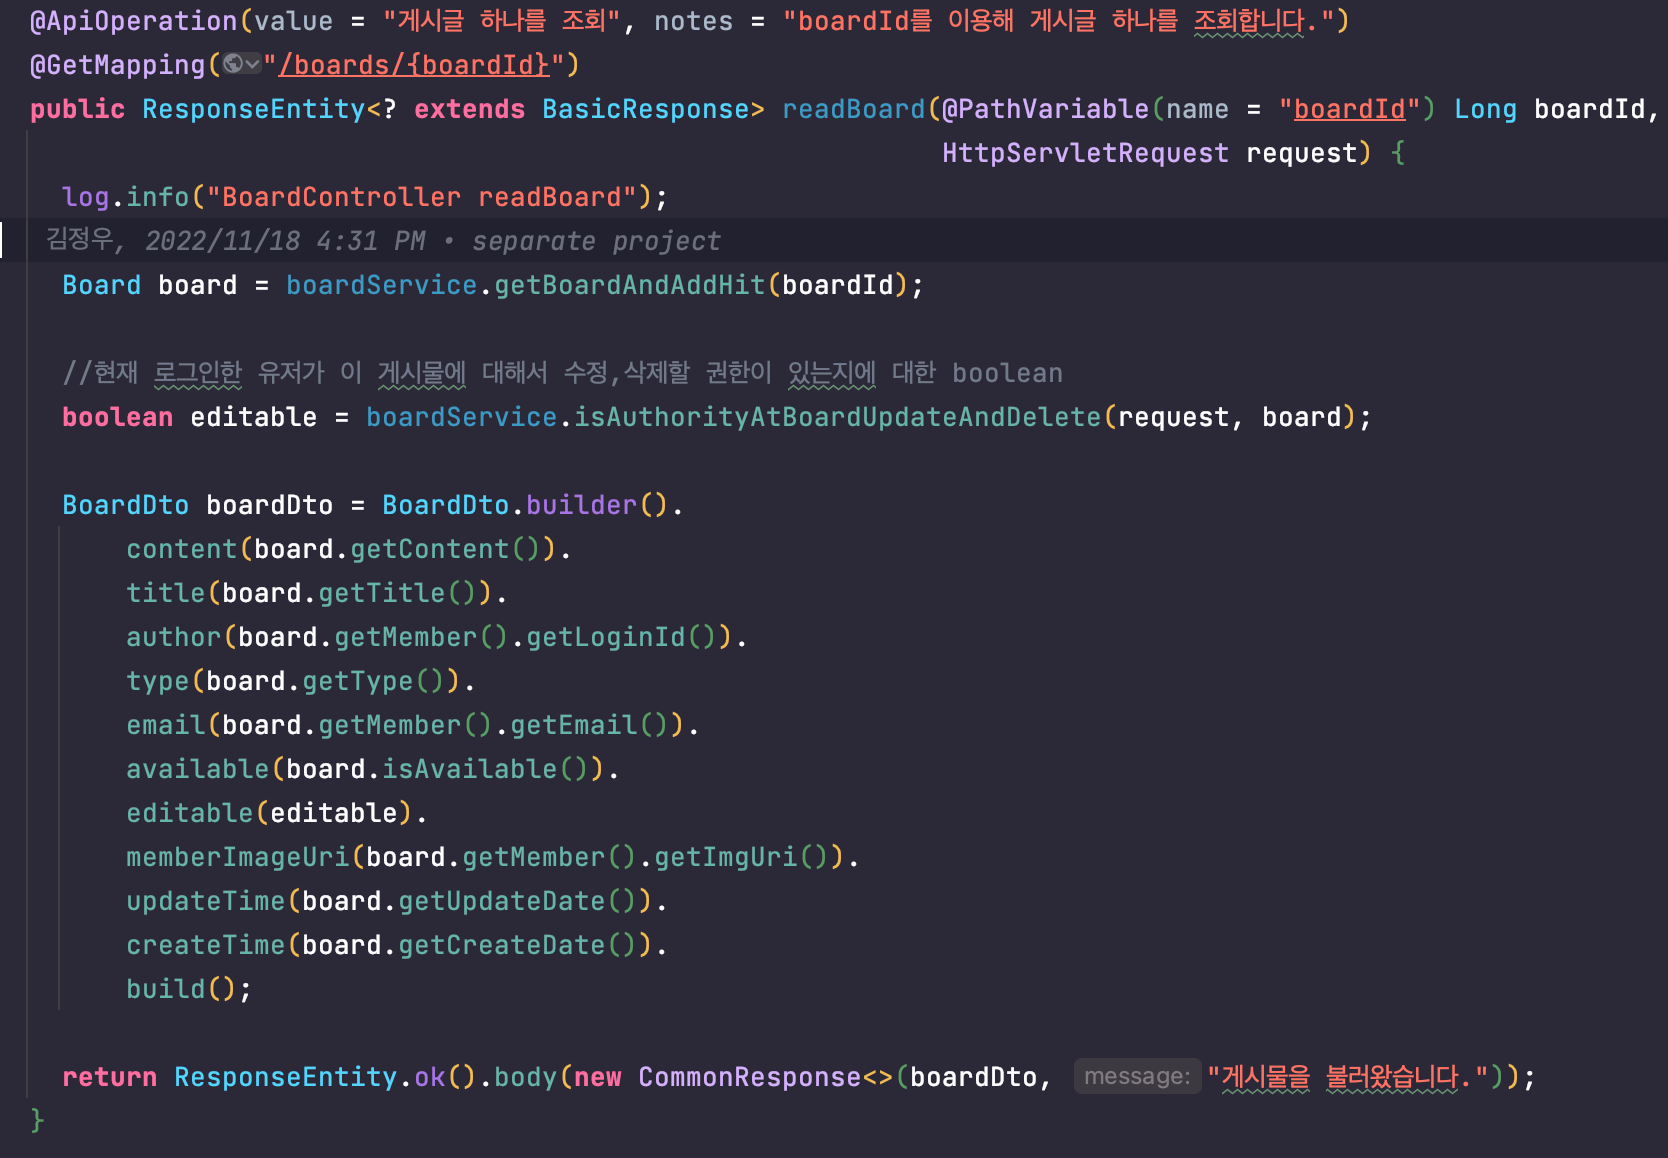 @ApiOperation(value = "게시글 하나를 조회", notes = "boardId를 이용해 게시글 하나를 조회합니다.")
@GetMapping("/boards/{boardId}")
public ResponseEntity<? extends BasicResponse> readBoard(@PathVariable(name = "boardId") Long boardId,
HttpServletRequest request) {
log.info("BoardController readBoard");
김정우, 2022/11/18 4:31 PM • separate project
Board board = boardService.getBoardAndAddHit(boardId);
//현재 로그인한 유저가 이 게시물에 대해서 수정,삭제할 권한이 있는지에 대한 boolean
boolean editable = boardService.isAuthorityAtBoardUpdateAndDelete(request, board);
BoardDto boardDto = BoardDto.builder().
content(board.getContent()).
title(board.getTitle()).
author(board.getMember().getLoginId()).
type(board.getType()).
email(board.getMember().getEmail()).
available(board.isAvailable()).
editable(editable).
memberImageUri(board.getMember().getImgUri()).
updateTime(board.getUpdateDate()).
createTime(board.getCreateDate()).
build();
return ResponseEntity.ok().body(new CommonResponse<>(boardDto, message: "게시물을 불러왔습니다."));
}